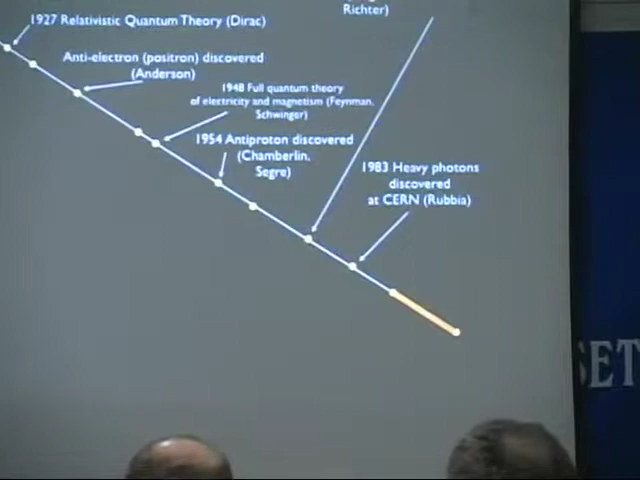 Richter)
1927 Relativistic Quantum Theory (Dirac)
Anti-electron (positron) discovered
(Anderson)
1948 Full quantum theory
of electricity and magnetism (Feynman,
Schwinger)
1954 Antiproton discovered
(Chamberlin,
Segre)
1983 Heavy photons
discovered
at CERN (Rubbia)
SET